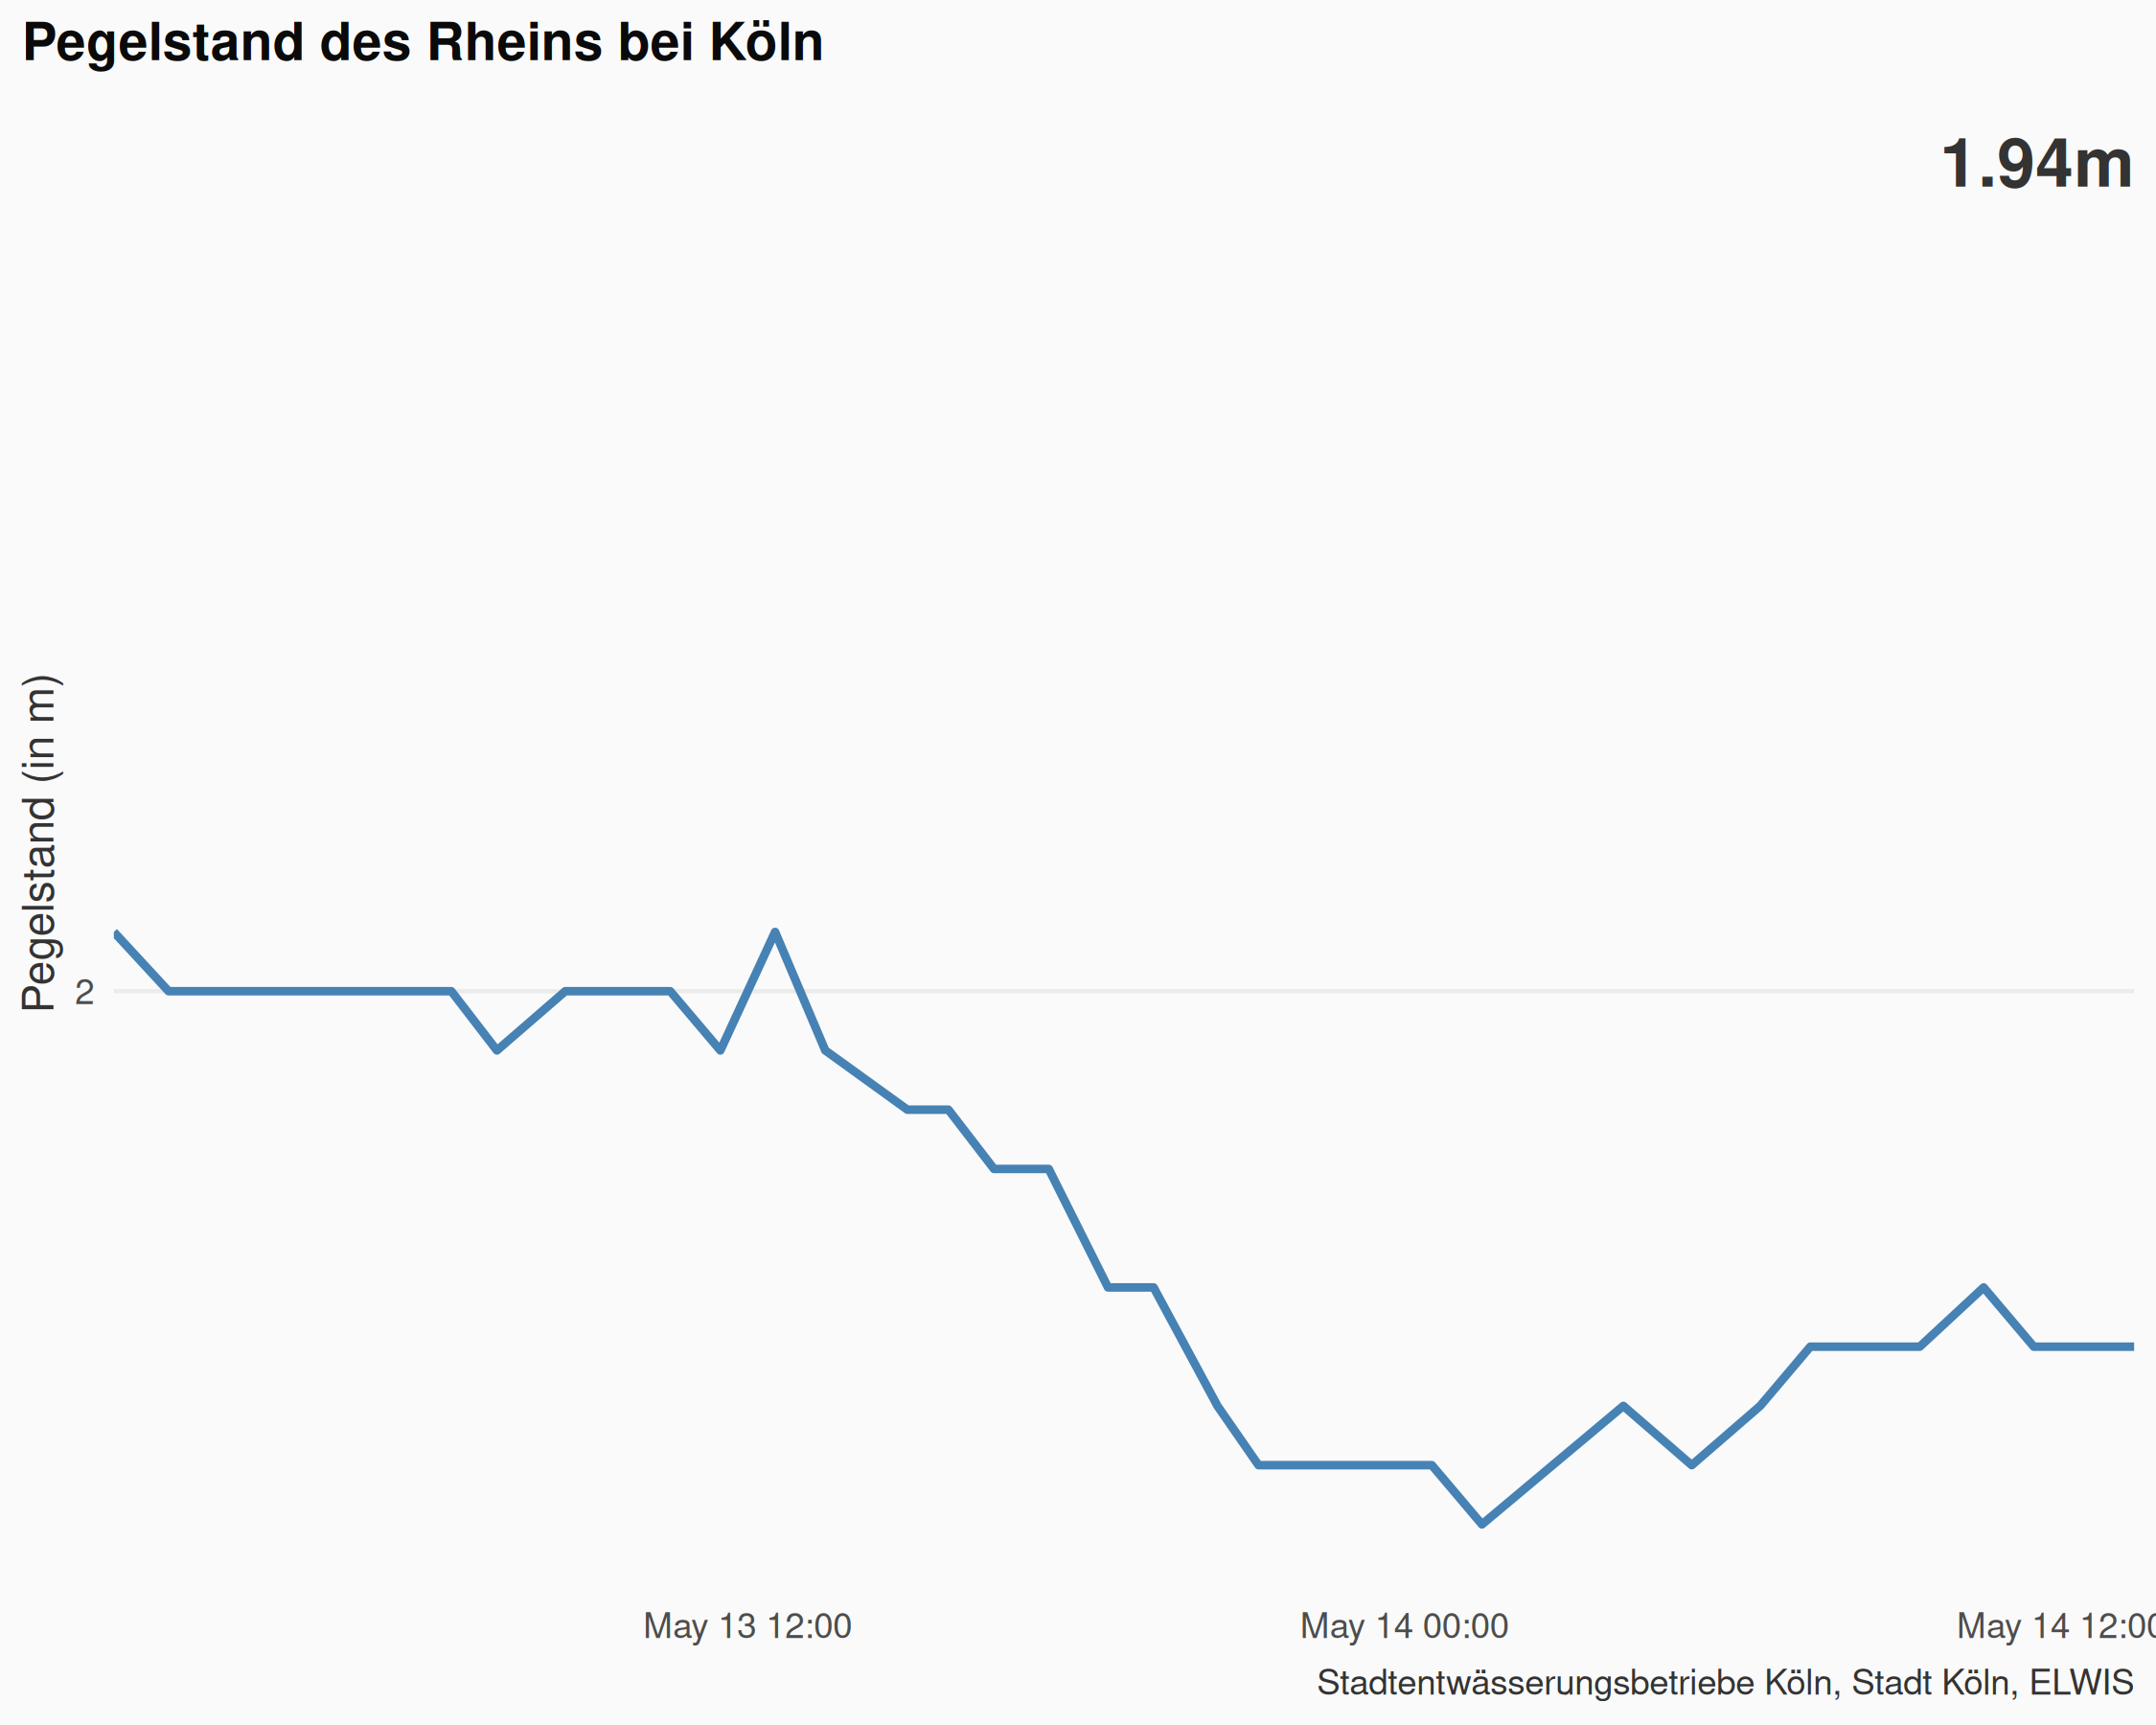 Pegelstand des Rheins bei Köln
1.94m
Pegelstand (in m)
2
May 13 12:00
May 14 00:00
May 14 12:00
Stadtentwässerungsbetriebe Köln, Stadt Köln, ELWIS